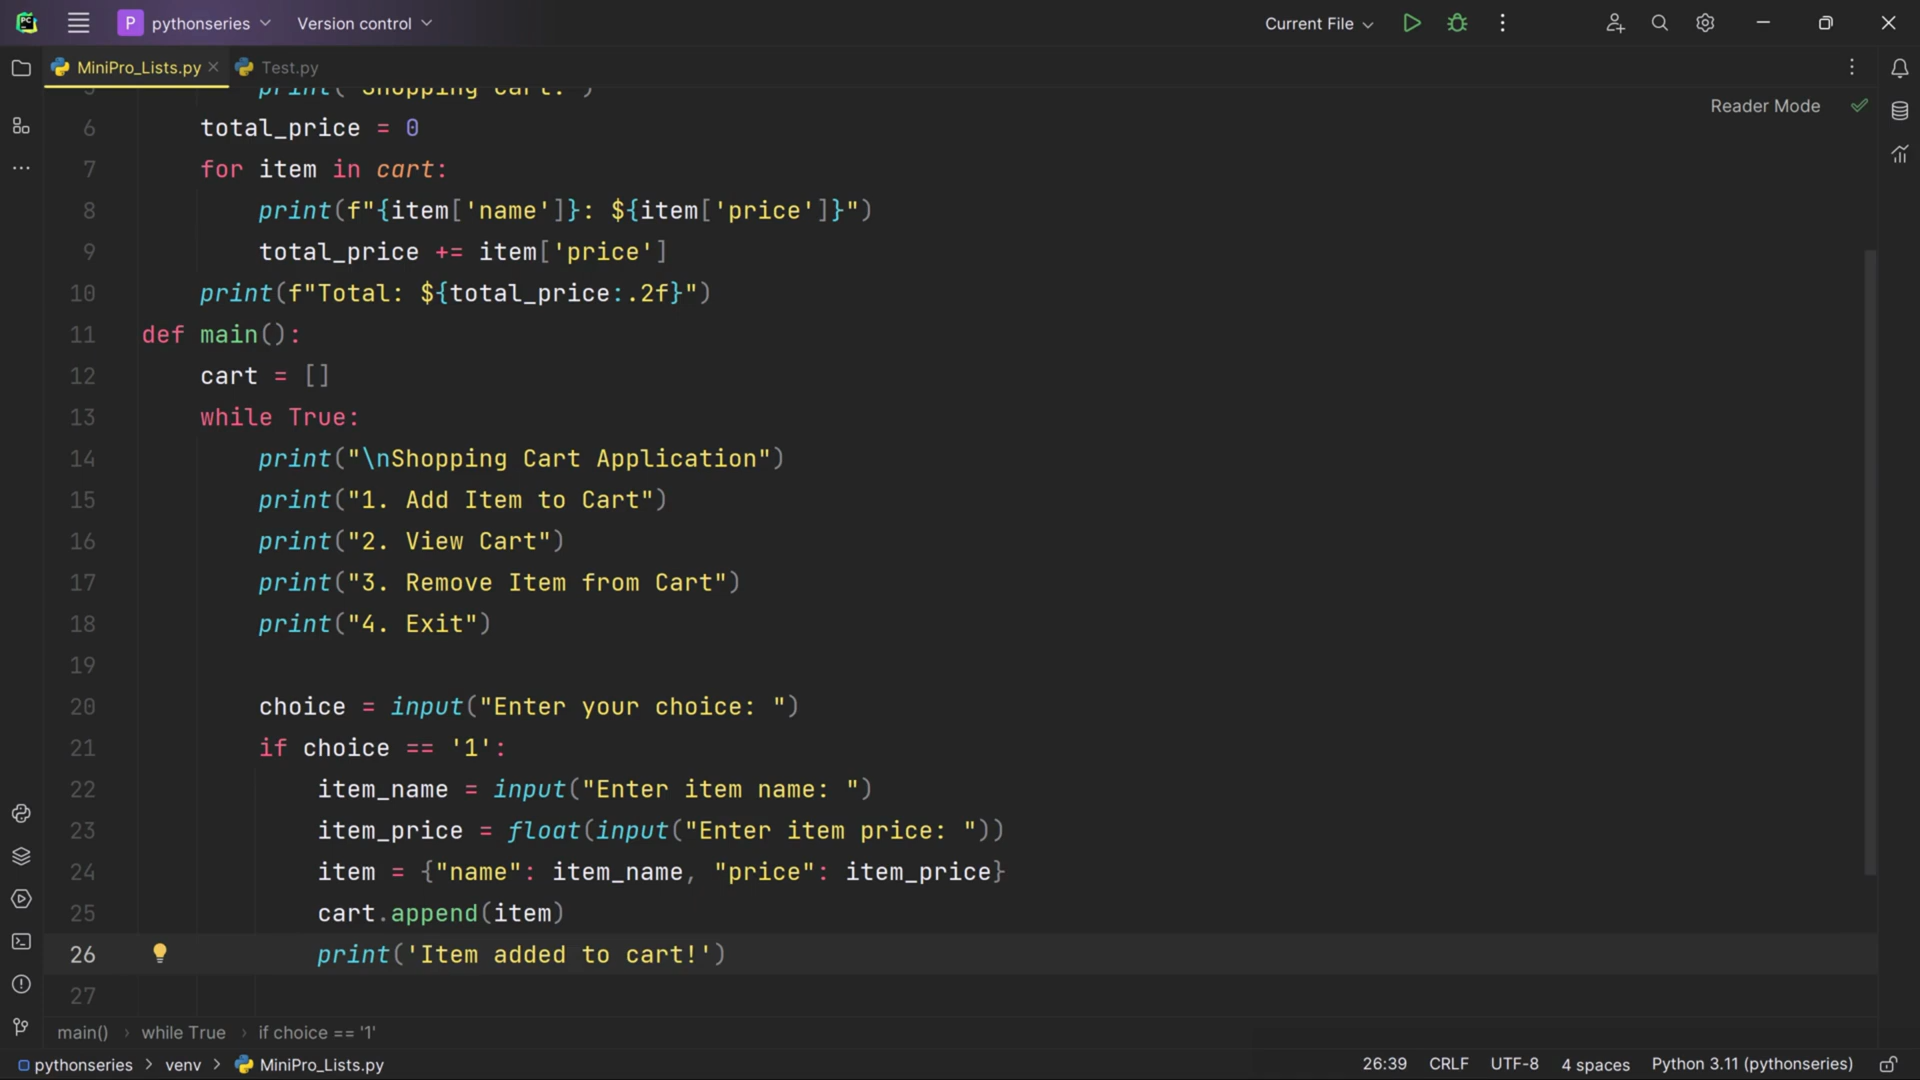 PC P pythonseries Version control Current File
MiniPro_Lists.py Test.py
5 print("Shopping Cart:")
Reader Mode
6 total_price = 0
7 for item in cart:
8 print(f"{item['name']}: ${item['price']}")
9 total_price += item['price']
10 print(f"Total: ${total_price:.2f}")
11 def main():
12 cart = []
13 while True:
14 print("\nShopping Cart Application")
15 print("1. Add Item to Cart")
16 print("2. View Cart")
17 print("3. Remove Item from Cart")
18 print("4. Exit")
19
20 choice = input("Enter your choice: ")
21 if choice == '1':
22 item_name = input("Enter item name: ")
23 item_price = float(input("Enter item price: "))
24 item = {"name": item_name, "price": item_price}
25 cart.append(item)
26 print('Item added to cart!')
27
main() › while True › if choice == '1'
pythonseries › venv › MiniPro_Lists.py 26:39 CRLF UTF-8 4 spaces Python 3.11 (pythonseries)